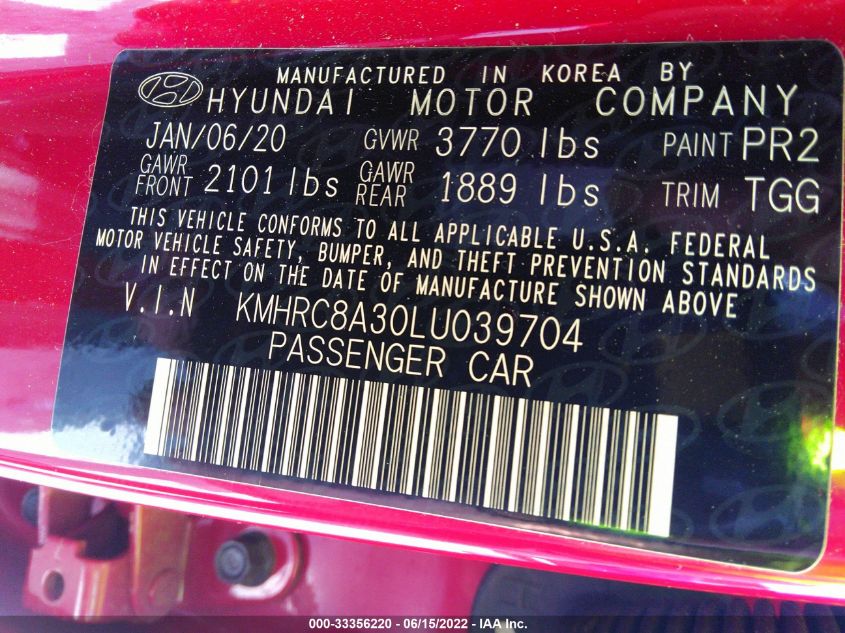 MANUFACTURED IN KOREA BY
HYUNDAI MOTOR COMPANY
JAN/06/20 GVWR 3770 lbs PAINT PR2
GAWR FRONT 2101 lbs GAWR REAR 1889 lbs TRIM TGG
THIS VEHICLE CONFORMS TO ALL APPLICABLE U.S.A. FEDERAL
MOTOR VEHICLE SAFETY, BUMPER, AND THEFT PREVENTION STANDARDS
IN EFFECT ON THE DATE OF MANUFACTURE SHOWN ABOVE
V.I.N KMHRC8A30LU039704
PASSENGER CAR
000-33356220 - 06/15/2022 - IAA Inc.